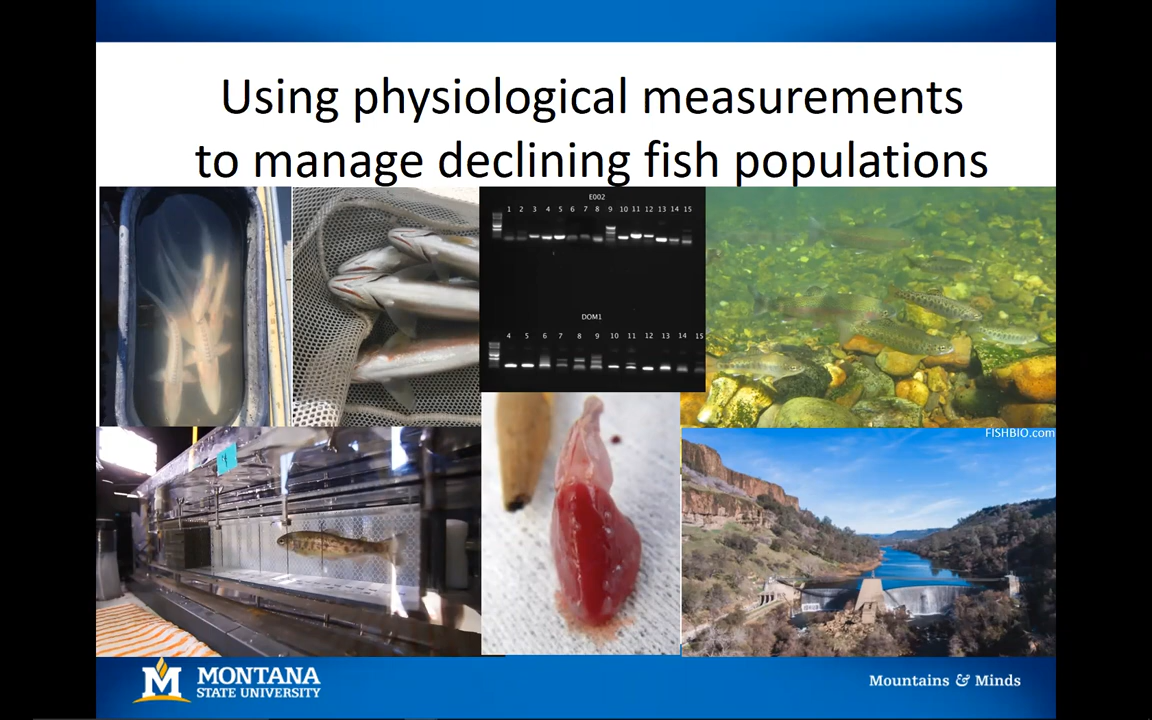 Using physiological measurements
to manage declining fish populations
E002
1 2 3 4 5 6 7 8 9 10 11 12 13 14 15
DOM1
4 5 6 7 8 9 10 11 12 13 14 15
FISHBIO.com
M MONTANA
STATE UNIVERSITY
Mountains & Minds